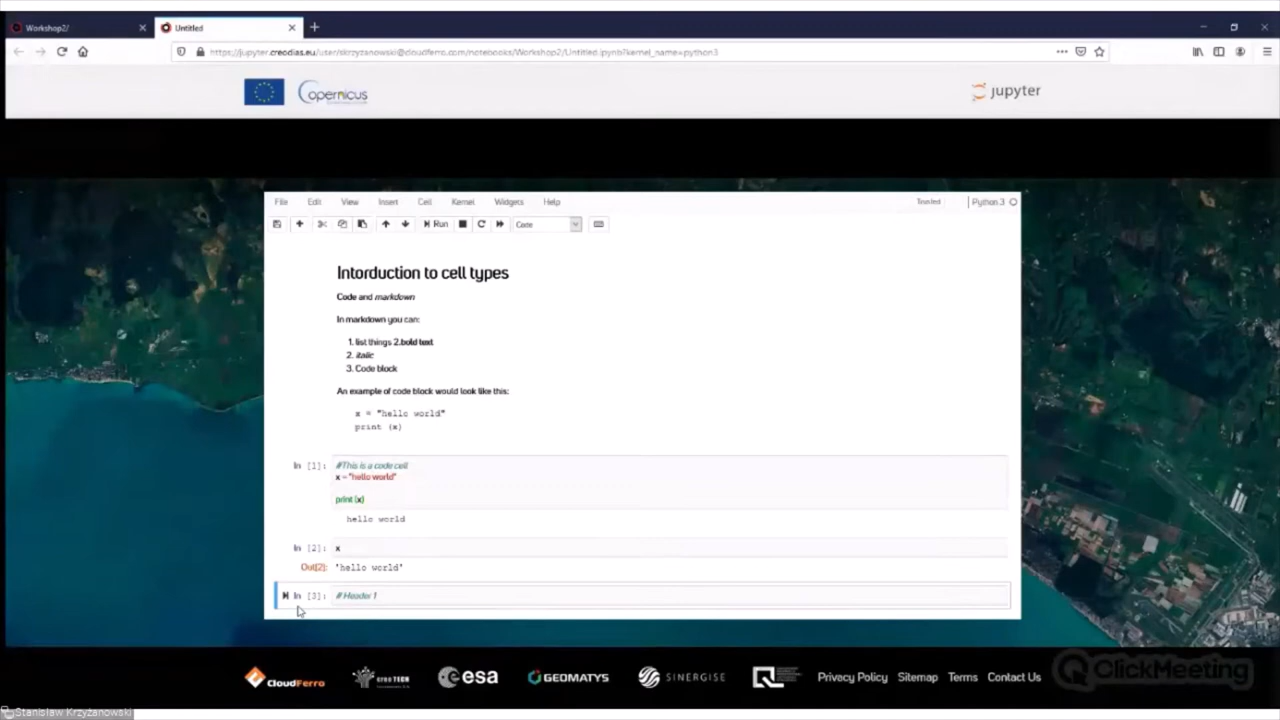 Workshop2/
Untitled
https://jupyter.creodias.eu/user/skrzyzanowski@cloudferro.com/notebooks/Workshop2/Untitled.ipynb?kernel_name=python3
opernicus
jupyter
File Edit View Insert Cell Kernel Widgets Help
Trusted
Python 3
Run
Code
Intorduction to cell types
Code and markdown
In markdown you can:
1. list things 2.bold text
2. italic
3. Code block
An example of code block would look like this:
x = "hello world"
print (x)
In [1]:
#This is a code cell
x = "hello world"
print (x)
hello world
In [2]:
x
Out[2]:
'hello world'
In [3]:
# Header 1
CloudFerro
creotech
esa
GEOMATYS
SINERGISE
Privacy Policy
Sitemap
Terms
Contact Us
ClickMeeting
Stanisław Krzyżanowski